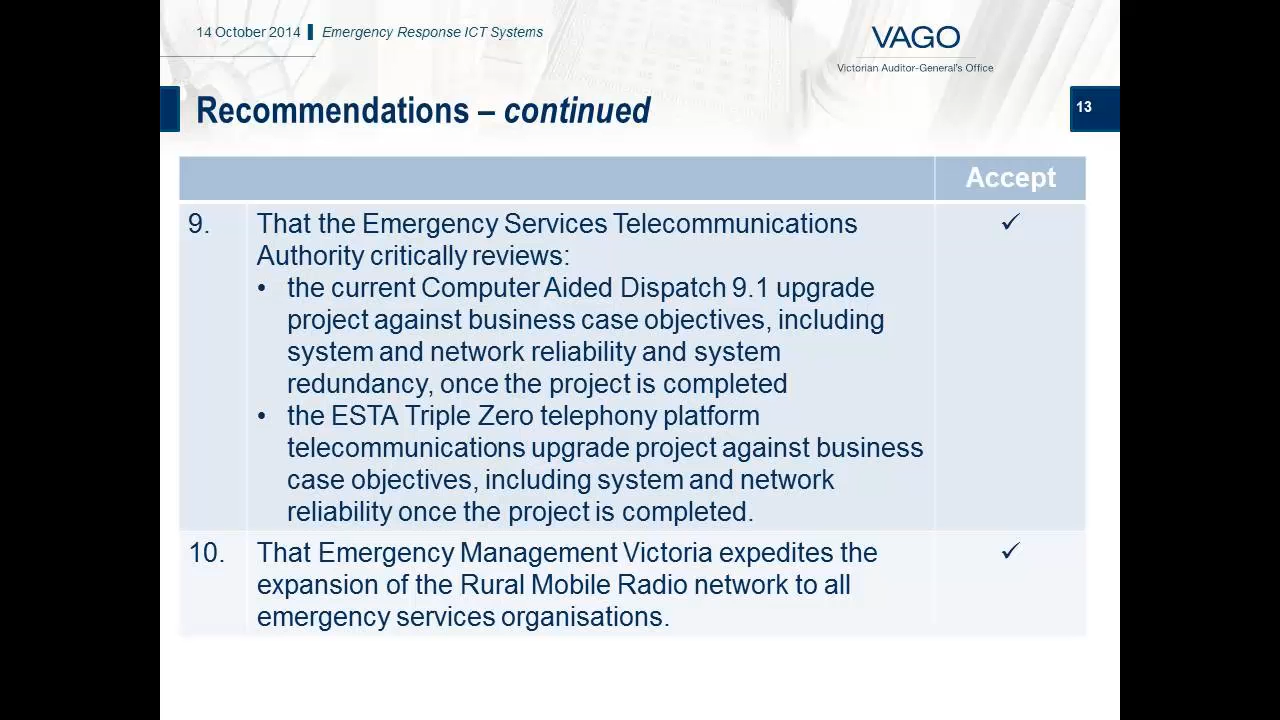 14 October 2014 ▌ Emergency Response ICT Systems
VAGO
Victorian Auditor-General's Office
Recommendations – continued
13
Accept
9. That the Emergency Services Telecommunications ✓
Authority critically reviews:
• the current Computer Aided Dispatch 9.1 upgrade
project against business case objectives, including
system and network reliability and system
redundancy, once the project is completed
• the ESTA Triple Zero telephony platform
telecommunications upgrade project against business
case objectives, including system and network
reliability once the project is completed.
10. That Emergency Management Victoria expedites the ✓
expansion of the Rural Mobile Radio network to all
emergency services organisations.